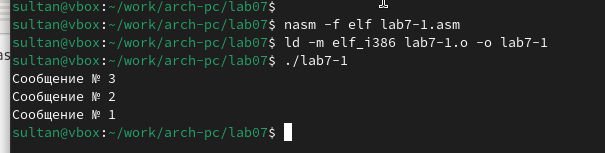 sultan@vbox:~/work/arch-pc/lab07$
sultan@vbox:~/work/arch-pc/lab07$ nasm -f elf lab7-1.asm
sultan@vbox:~/work/arch-pc/lab07$ ld -m elf_i386 lab7-1.o -o lab7-1
sultan@vbox:~/work/arch-pc/lab07$ ./lab7-1
Сообщение № 3
Сообщение № 2
Сообщение № 1
sultan@vbox:~/work/arch-pc/lab07$